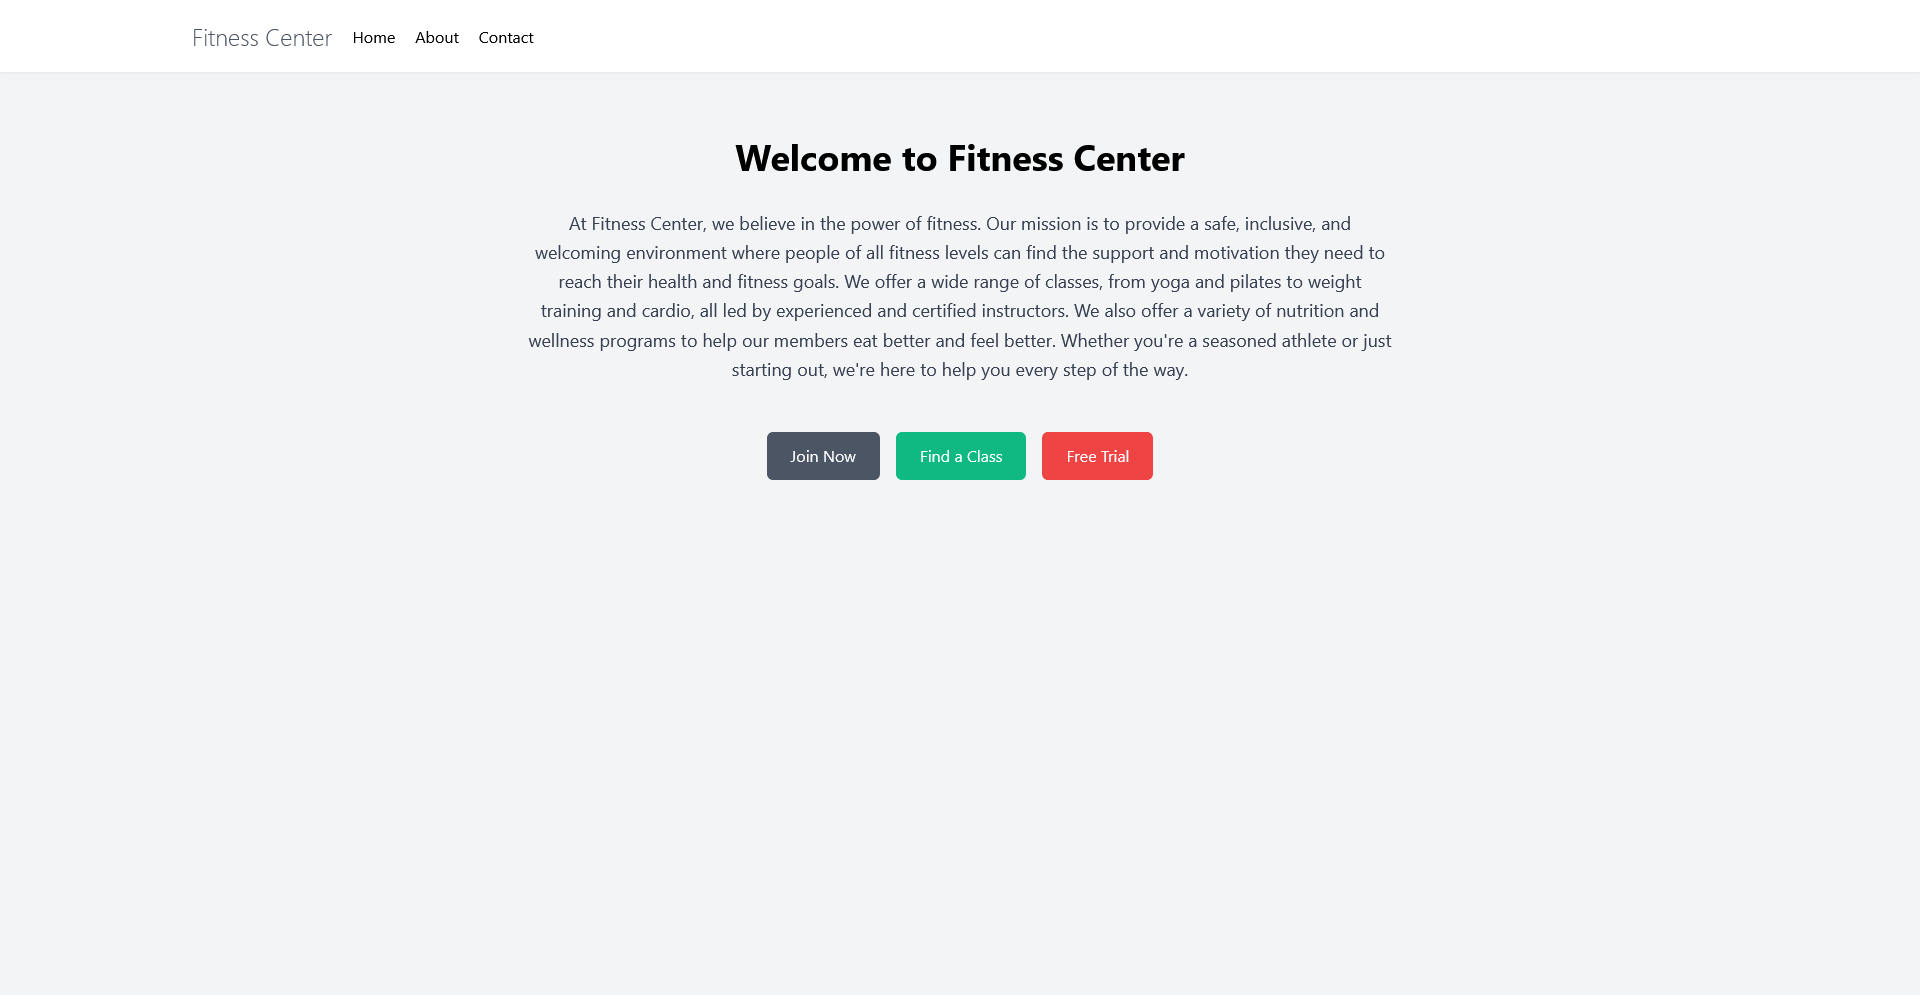 Fitness Center Home About Contact
Welcome to Fitness Center
At Fitness Center, we believe in the power of fitness. Our mission is to provide a safe, inclusive, and
welcoming environment where people of all fitness levels can find the support and motivation they need to
reach their health and fitness goals. We offer a wide range of classes, from yoga and pilates to weight
training and cardio, all led by experienced and certified instructors. We also offer a variety of nutrition and
wellness programs to help our members eat better and feel better. Whether you're a seasoned athlete or just
starting out, we're here to help you every step of the way.
Join Now Find a Class Free Trial